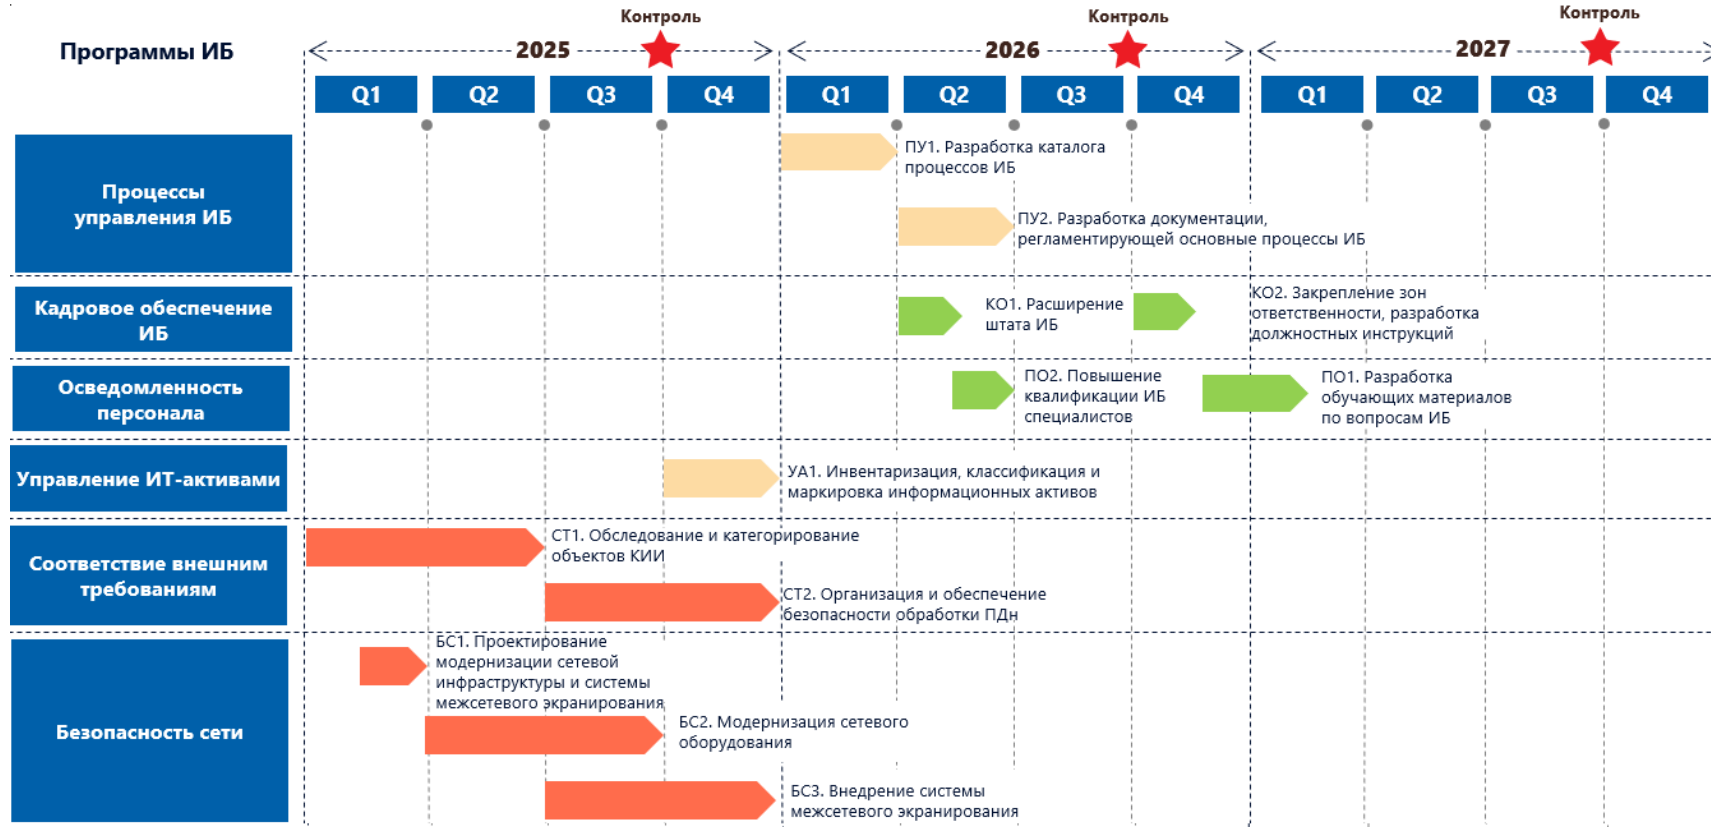 Контроль
Контроль
Контроль
Программы ИБ
2025
2026
2027
Q1
Q2
Q3
Q4
Q1
Q2
Q3
Q4
Q1
Q2
Q3
Q4
Процессы
управления ИБ
ПУ1. Разработка каталога
процессов ИБ
ПУ2. Разработка документации,
регламентирующей основные процессы ИБ
Кадровое обеспечение
ИБ
КО1. Расширение
штата ИБ
КО2. Закрепление зон
ответственности, разработка
должностных инструкций
Осведомленность
персонала
ПО2. Повышение
квалификации ИБ
специалистов
ПО1. Разработка
обучающих материалов
по вопросам ИБ
Управление ИТ-активами
УА1. Инвентаризация, классификация и
маркировка информационных активов
Соответствие внешним
требованиям
СТ1. Обследование и категорирование
объектов КИИ
СТ2. Организация и обеспечение
безопасности обработки ПДн
Безопасность сети
БС1. Проектирование
модернизации сетевой
инфраструктуры и системы
межсетевого экранирования
БС2. Модернизация сетевого
оборудования
БС3. Внедрение системы
межсетевого экранирования